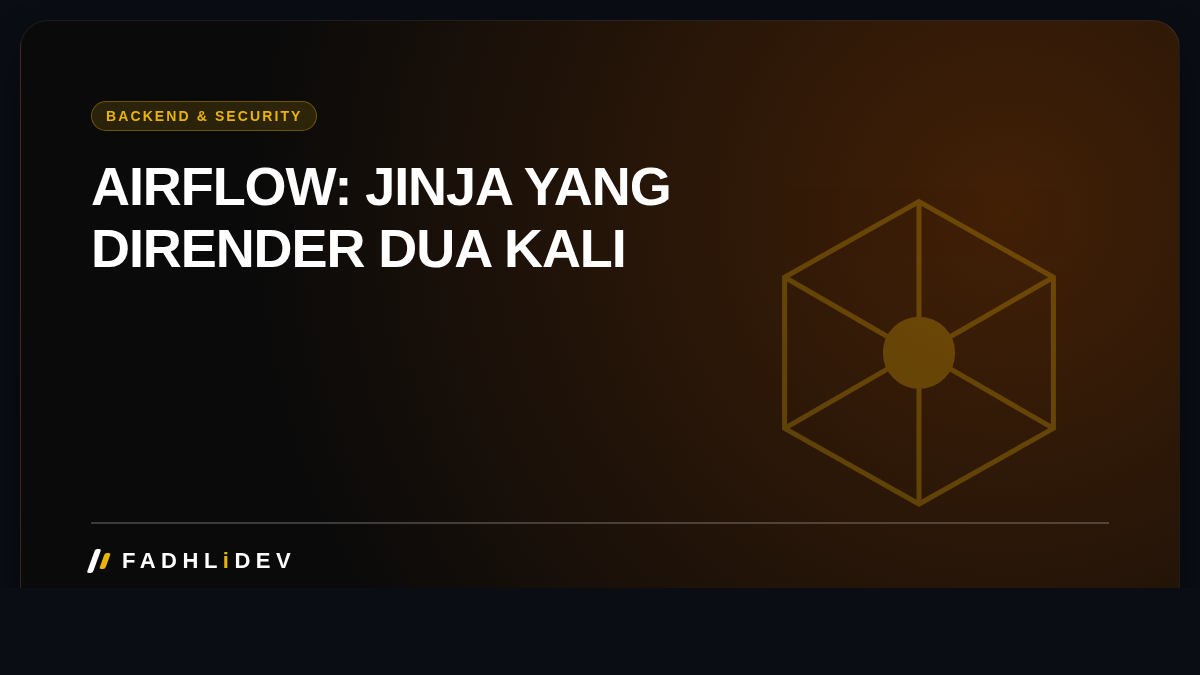 BACKEND & SECURITY
AIRFLOW: JINJA YANG
DIRENDER DUA KALI
FADHLiDEV